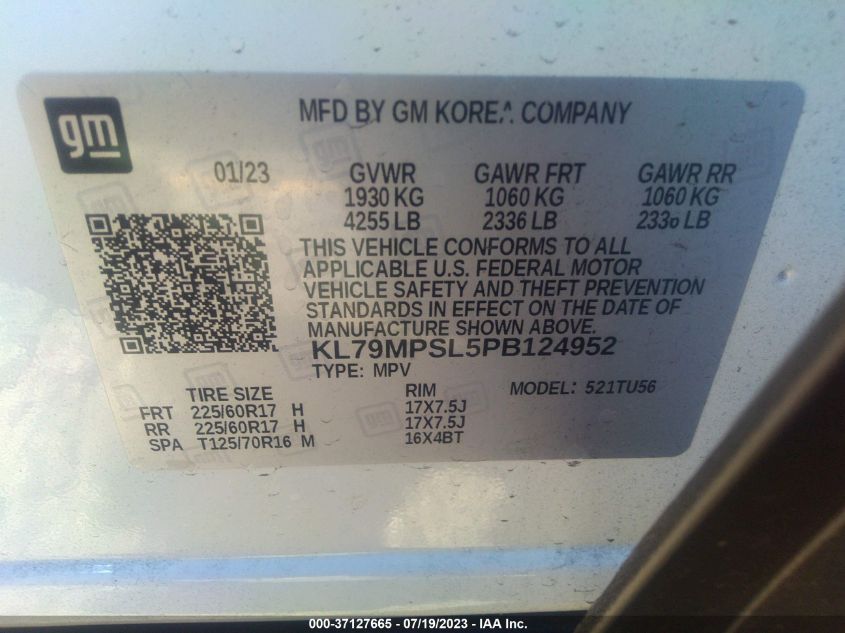 gm
MFD BY GM KOREA COMPANY
01/23 GVWR GAWR FRT GAWR RR
1930 KG 1060 KG 1060 KG
4255 LB 2336 LB 2336 LB
THIS VEHICLE CONFORMS TO ALL
APPLICABLE U.S. FEDERAL MOTOR
VEHICLE SAFETY AND THEFT PREVENTION
STANDARDS IN EFFECT ON THE DATE OF
MANUFACTURE SHOWN ABOVE.
KL79MPSL5PB124952
TYPE: MPV
TIRE SIZE RIM MODEL: 521TU56
FRT 225/60R17 H 17X7.5J
RR 225/60R17 H 17X7.5J
SPA T125/70R16 M 16X4BT
000-37127665 - 07/19/2023 - IAA Inc.